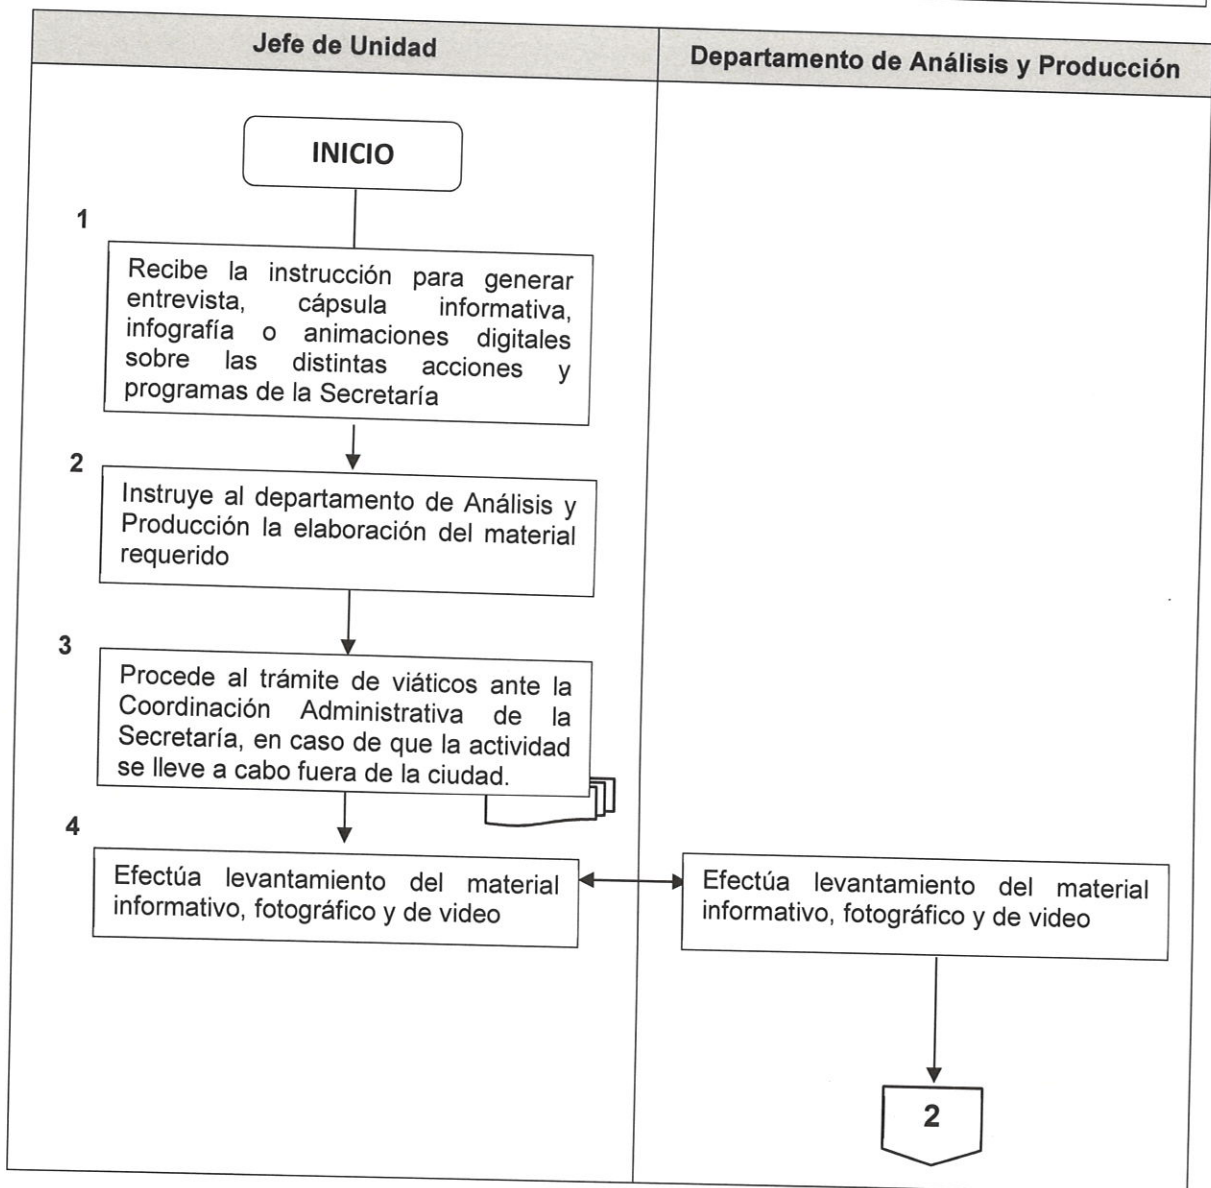 Jefe de Unidad
Departamento de Análisis y Producción
INICIO
1
Recibe la instrucción para generar
entrevista, cápsula informativa,
infografía o animaciones digitales
sobre las distintas acciones y
programas de la Secretaría
2
Instruye al departamento de Análisis y
Producción la elaboración del material
requerido
3
Procede al trámite de viáticos ante la
Coordinación Administrativa de la
Secretaría, en caso de que la actividad
se lleve a cabo fuera de la ciudad.
4
Efectúa levantamiento del material
informativo, fotográfico y de video
Efectúa levantamiento del material
informativo, fotográfico y de video
2